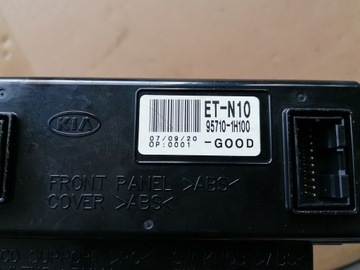 ET-N10
95710-1H100
07/09/20
OP:0001
-GOOD
KIA
FRONT PANEL >ABS<
COVER >ABS<